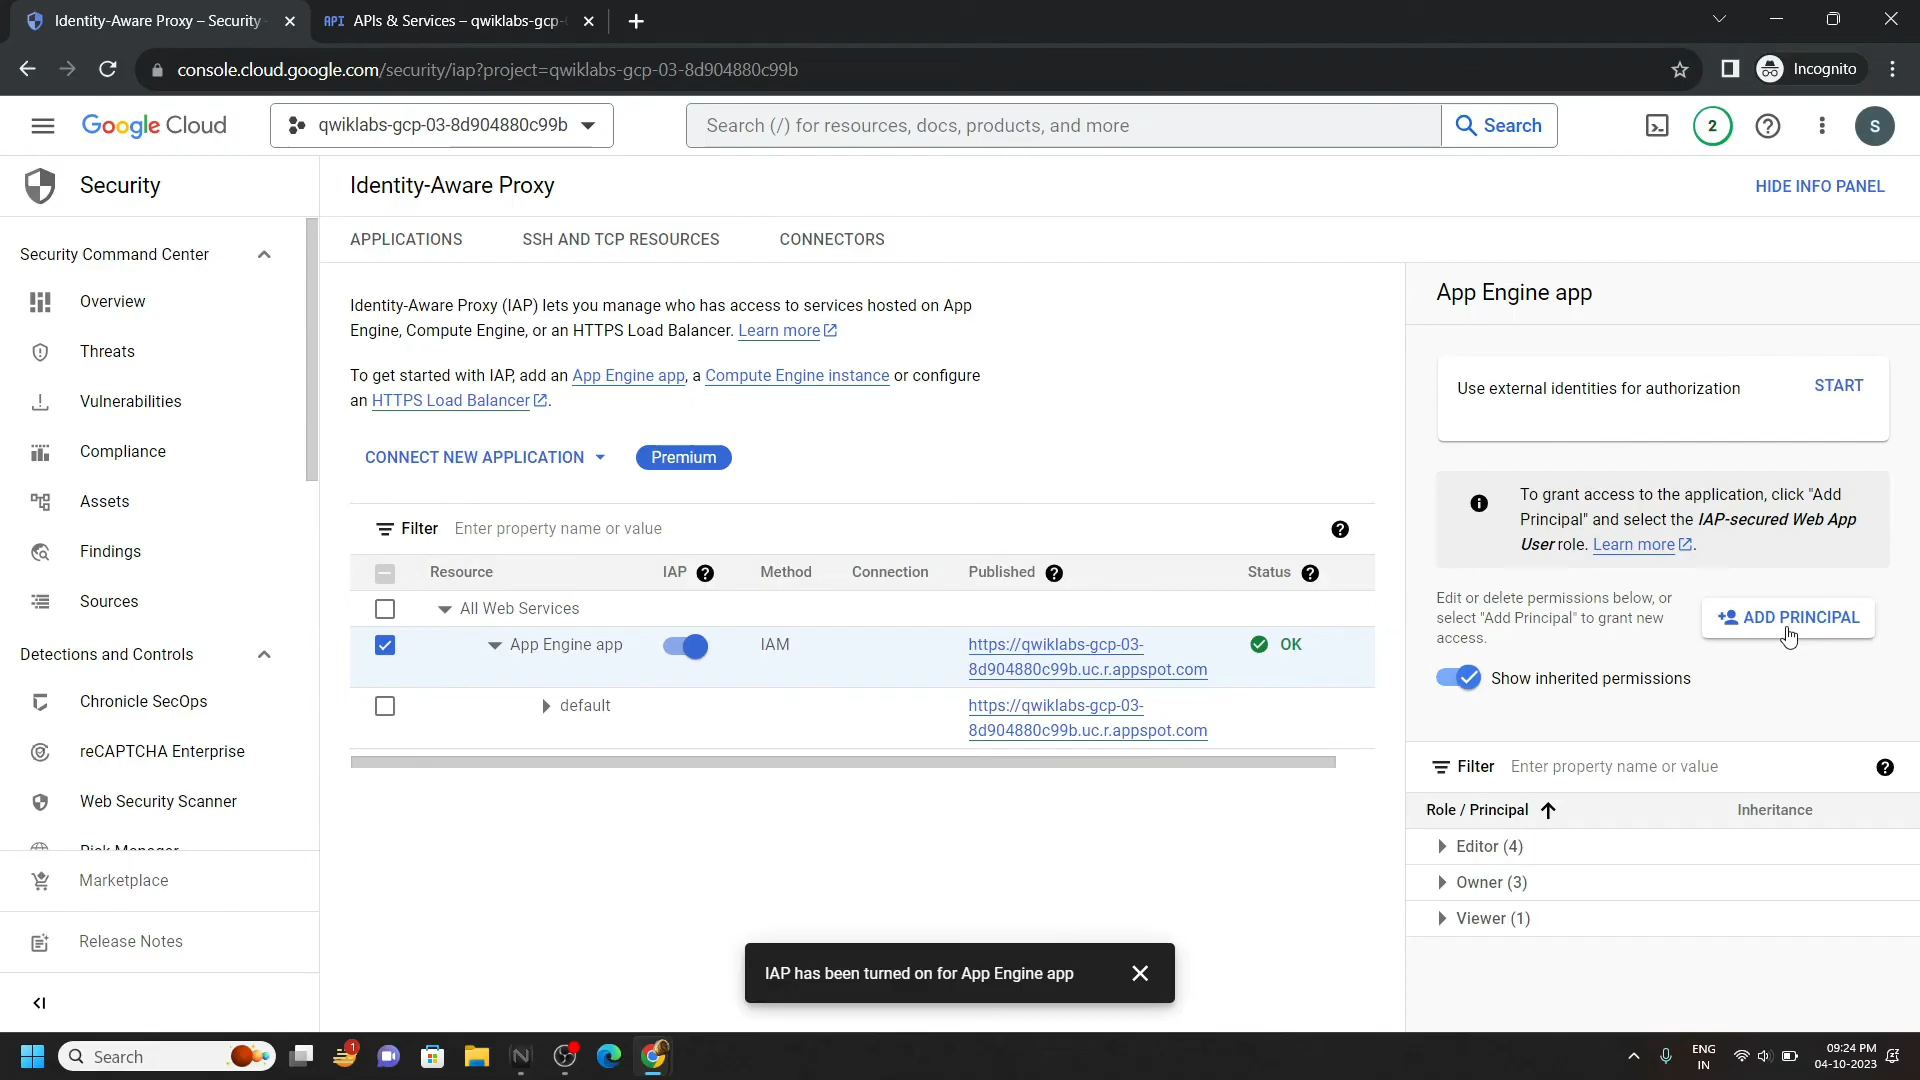 Identity-Aware Proxy – Security
API APIs & Services – qwiklabs-gcp-
console.cloud.google.com/security/iap?project=qwiklabs-gcp-03-8d904880c99b
Incognito
Google Cloud
qwiklabs-gcp-03-8d904880c99b
Search (/) for resources, docs, products, and more
Search
2
S
Security
Identity-Aware Proxy
HIDE INFO PANEL
APPLICATIONS
SSH AND TCP RESOURCES
CONNECTORS
Security Command Center
Overview
Threats
Vulnerabilities
Compliance
Assets
Findings
Sources
Detections and Controls
Chronicle SecOps
reCAPTCHA Enterprise
Web Security Scanner
Risk Manager
Marketplace
Release Notes
Identity-Aware Proxy (IAP) lets you manage who has access to services hosted on App
Engine, Compute Engine, or an HTTPS Load Balancer. Learn more
To get started with IAP, add an App Engine app, a Compute Engine instance or configure
an HTTPS Load Balancer.
CONNECT NEW APPLICATION
Premium
Filter Enter property name or value
Resource IAP Method Connection Published Status
All Web Services
App Engine app IAM https://qwiklabs-gcp-03-
8d904880c99b.uc.r.appspot.com OK
default https://qwiklabs-gcp-03-
8d904880c99b.uc.r.appspot.com
IAP has been turned on for App Engine app
App Engine app
Use external identities for authorization
START
To grant access to the application, click "Add
Principal" and select the IAP-secured Web App
User role. Learn more.
Edit or delete permissions below, or
select "Add Principal" to grant new
access.
ADD PRINCIPAL
Show inherited permissions
Filter Enter property name or value
Role / Principal Inheritance
Editor (4)
Owner (3)
Viewer (1)
Search
1
ENG
IN
09:24 PM
04-10-2023